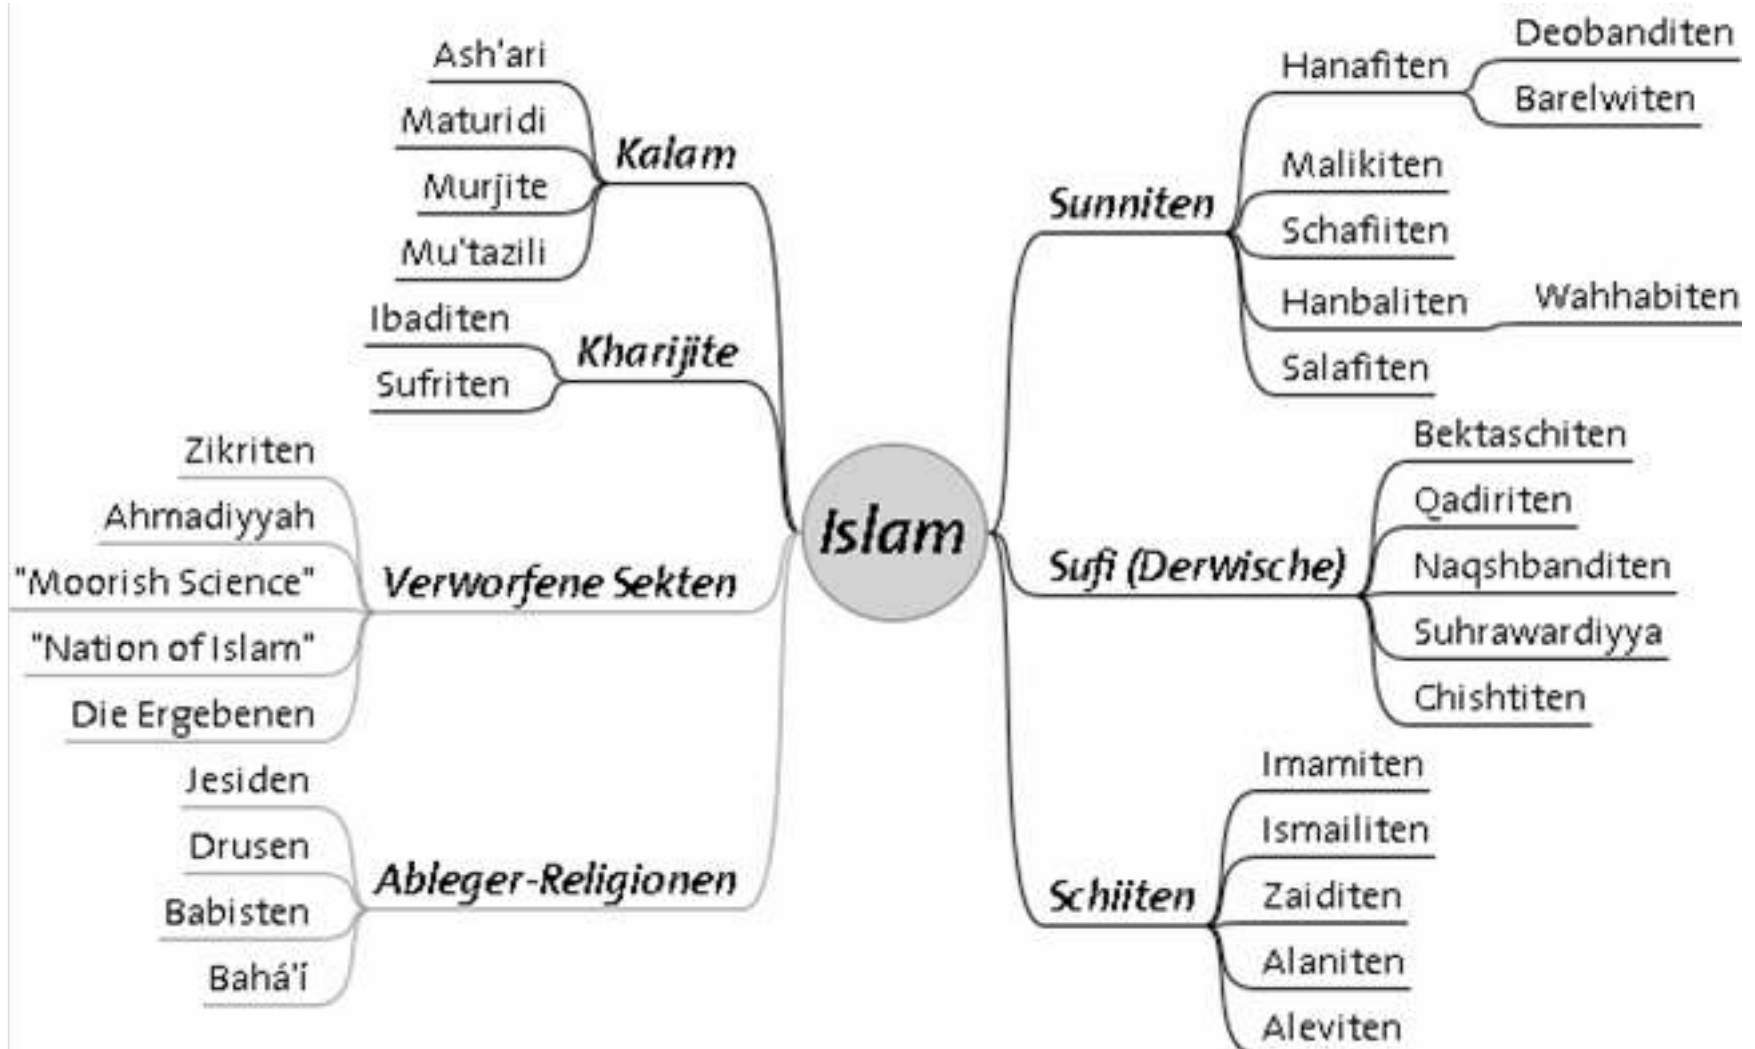 Islam
Kalam
Ash'ari
Maturidi
Murjite
Mu'tazili
Kharijite
Ibaditen
Sufriten
Verworfene Sekten
Zikriten
Ahmadiyyah
"Moorish Science"
"Nation of Islam"
Die Ergebenen
Ableger-Religionen
Jesiden
Drusen
Babisten
Bahá'í
Sunniten
Hanafiten
Deobanditen
Barelwiten
Malikiten
Schafiiten
Hanbaliten
Wahhabiten
Salafiten
Sufi (Derwische)
Bektaschiten
Qadiriten
Naqshbanditen
Suhrawardiyya
Chishtiten
Schiiten
Imamiten
Ismailiten
Zaiditen
Alaniten
Aleviten